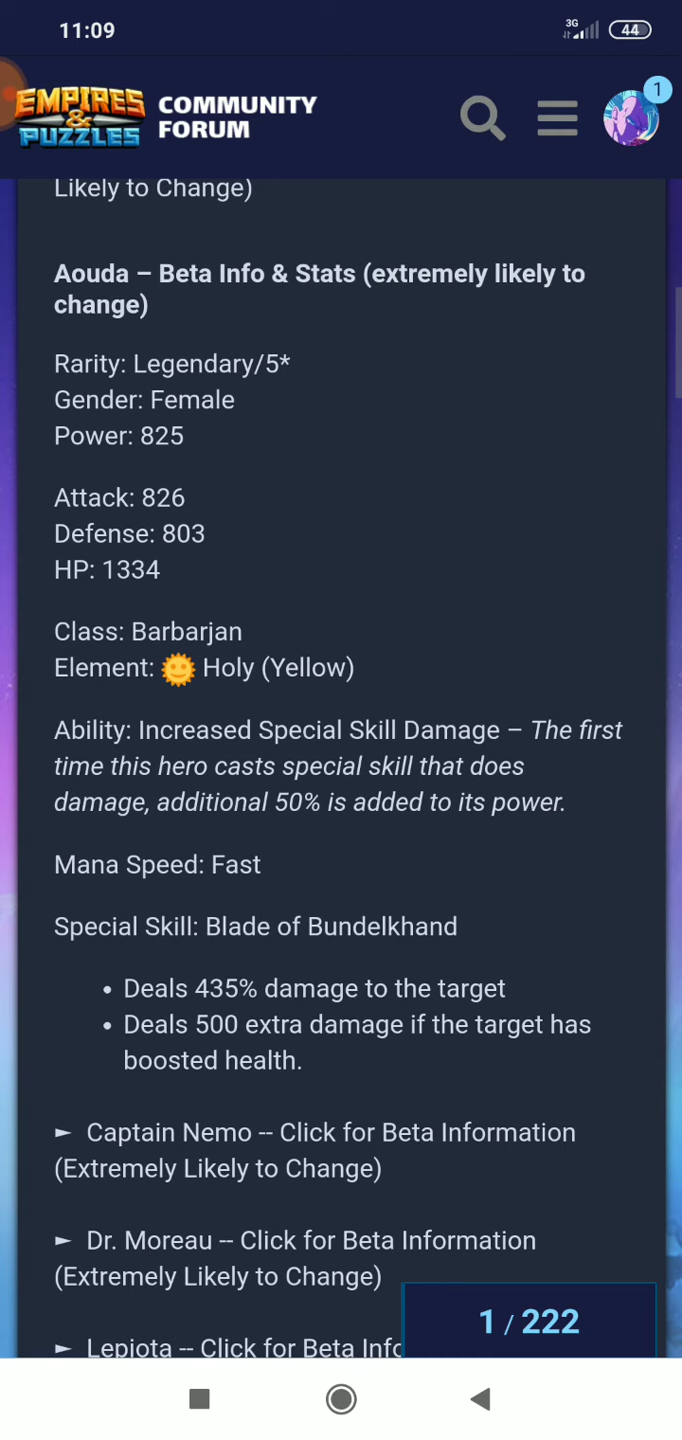 11:09
3G
44
EMPIRES
&
PUZZLES
COMMUNITY
FORUM
1
Likely to Change)
Aouda – Beta Info & Stats (extremely likely to
change)
Rarity: Legendary/5*
Gender: Female
Power: 825
Attack: 826
Defense: 803
HP: 1334
Class: Barbarjan
Element: 🌞 Holy (Yellow)
Ability: Increased Special Skill Damage – The first
time this hero casts special skill that does
damage, additional 50% is added to its power.
Mana Speed: Fast
Special Skill: Blade of Bundelkhand
• Deals 435% damage to the target
• Deals 500 extra damage if the target has
boosted health.
► Captain Nemo -- Click for Beta Information
(Extremely Likely to Change)
► Dr. Moreau -- Click for Beta Information
(Extremely Likely to Change)
► Lepiota -- Click for Beta Info
1 / 222